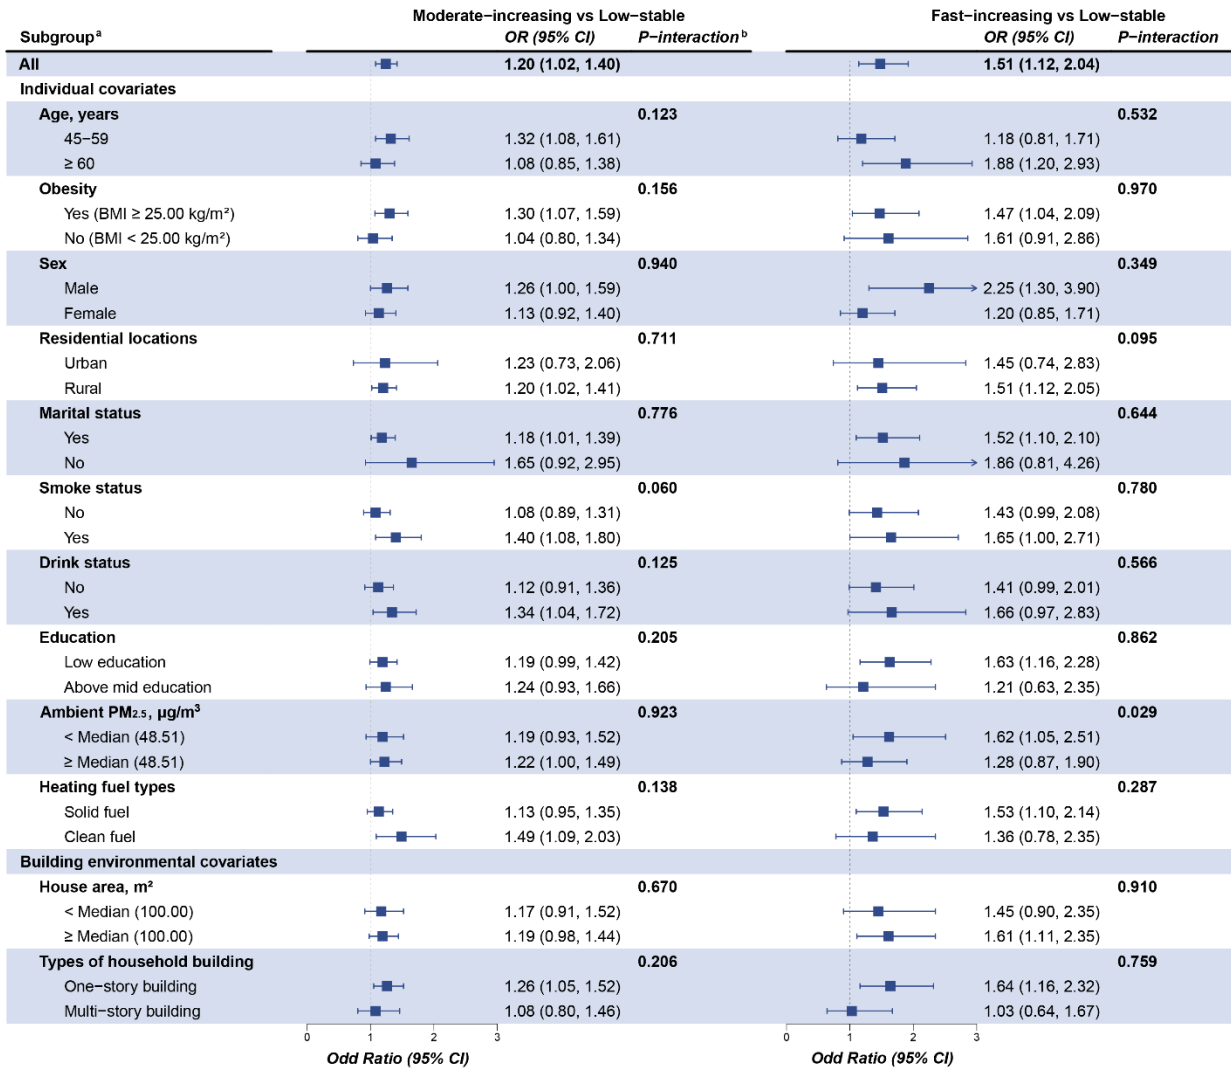 Moderate−increasing vs Low−stable Fast−increasing vs Low−stable
Subgroupᵃ OR (95% CI) P−interactionᵇ OR (95% CI) P−interaction
All 1.20 (1.02, 1.40) 1.51 (1.12, 2.04)
Individual covariates
Age, years 0.123 0.532
45−59 1.32 (1.08, 1.61) 1.18 (0.81, 1.71)
≥ 60 1.08 (0.85, 1.38) 1.88 (1.20, 2.93)
Obesity 0.156 0.970
Yes (BMI ≥ 25.00 kg/m²) 1.30 (1.07, 1.59) 1.47 (1.04, 2.09)
No (BMI < 25.00 kg/m²) 1.04 (0.80, 1.34) 1.61 (0.91, 2.86)
Sex 0.940 0.349
Male 1.26 (1.00, 1.59) 2.25 (1.30, 3.90)
Female 1.13 (0.92, 1.40) 1.20 (0.85, 1.71)
Residential locations 0.711 0.095
Urban 1.23 (0.73, 2.06) 1.45 (0.74, 2.83)
Rural 1.20 (1.02, 1.41) 1.51 (1.12, 2.05)
Marital status 0.776 0.644
Yes 1.18 (1.01, 1.39) 1.52 (1.10, 2.10)
No 1.65 (0.92, 2.95) 1.86 (0.81, 4.26)
Smoke status 0.060 0.780
No 1.08 (0.89, 1.31) 1.43 (0.99, 2.08)
Yes 1.40 (1.08, 1.80) 1.65 (1.00, 2.71)
Drink status 0.125 0.566
No 1.12 (0.91, 1.36) 1.41 (0.99, 2.01)
Yes 1.34 (1.04, 1.72) 1.66 (0.97, 2.83)
Education 0.205 0.862
Low education 1.19 (0.99, 1.42) 1.63 (1.16, 2.28)
Above mid education 1.24 (0.93, 1.66) 1.21 (0.63, 2.35)
Ambient PM₂.₅, µg/m³ 0.923 0.029
< Median (48.51) 1.19 (0.93, 1.52) 1.62 (1.05, 2.51)
≥ Median (48.51) 1.22 (1.00, 1.49) 1.28 (0.87, 1.90)
Heating fuel types 0.138 0.287
Solid fuel 1.13 (0.95, 1.35) 1.53 (1.10, 2.14)
Clean fuel 1.49 (1.09, 2.03) 1.36 (0.78, 2.35)
Building environmental covariates
House area, m² 0.670 0.910
< Median (100.00) 1.17 (0.91, 1.52) 1.45 (0.90, 2.35)
≥ Median (100.00) 1.19 (0.98, 1.44) 1.61 (1.11, 2.35)
Types of household building 0.206 0.759
One−story building 1.26 (1.05, 1.52) 1.64 (1.16, 2.32)
Multi−story building 1.08 (0.80, 1.46) 1.03 (0.64, 1.67)
0 1 2 3 0 1 2 3
Odd Ratio (95% CI) Odd Ratio (95% CI)